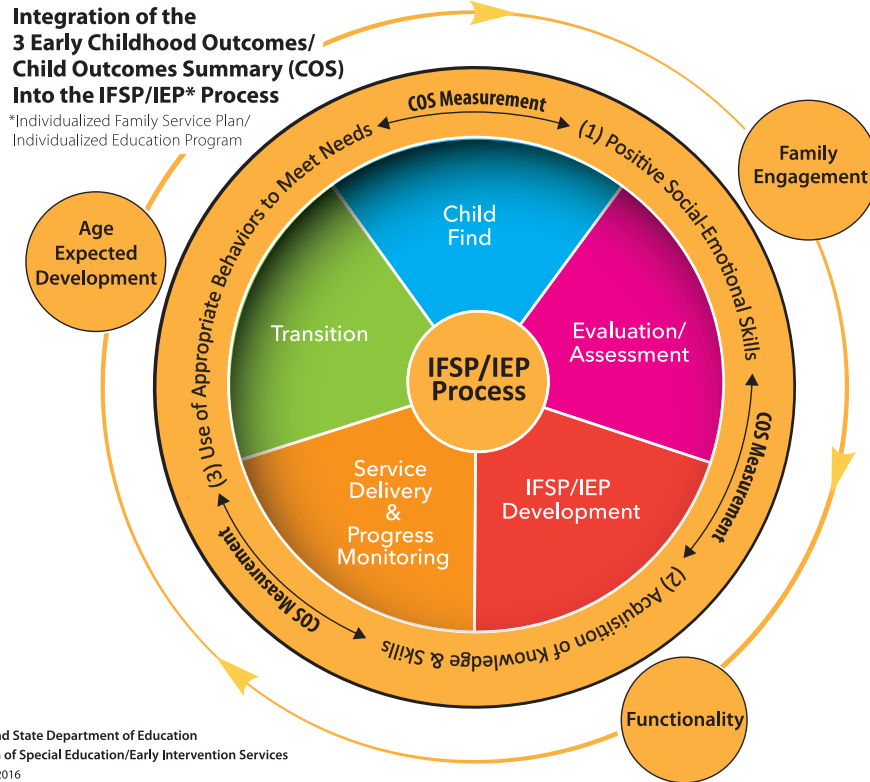 Integration of the
3 Early Childhood Outcomes/
Child Outcomes Summary (COS)
Into the IFSP/IEP* Process
*Individualized Family Service Plan/
Individualized Education Program
COS Measurement
(1) Positive Social-Emotional Skills
COS Measurement
(2) Acquisition of Knowledge & Skills
COS Measurement
(3) Use of Appropriate Behaviors to Meet Needs
Family
Engagement
Functionality
Age
Expected
Development
Child
Find
Evaluation/
Assessment
IFSP/IEP
Development
Service
Delivery
&
Progress
Monitoring
Transition
IFSP/IEP
Process
State Department of Education
of Special Education/Early Intervention Services
2016